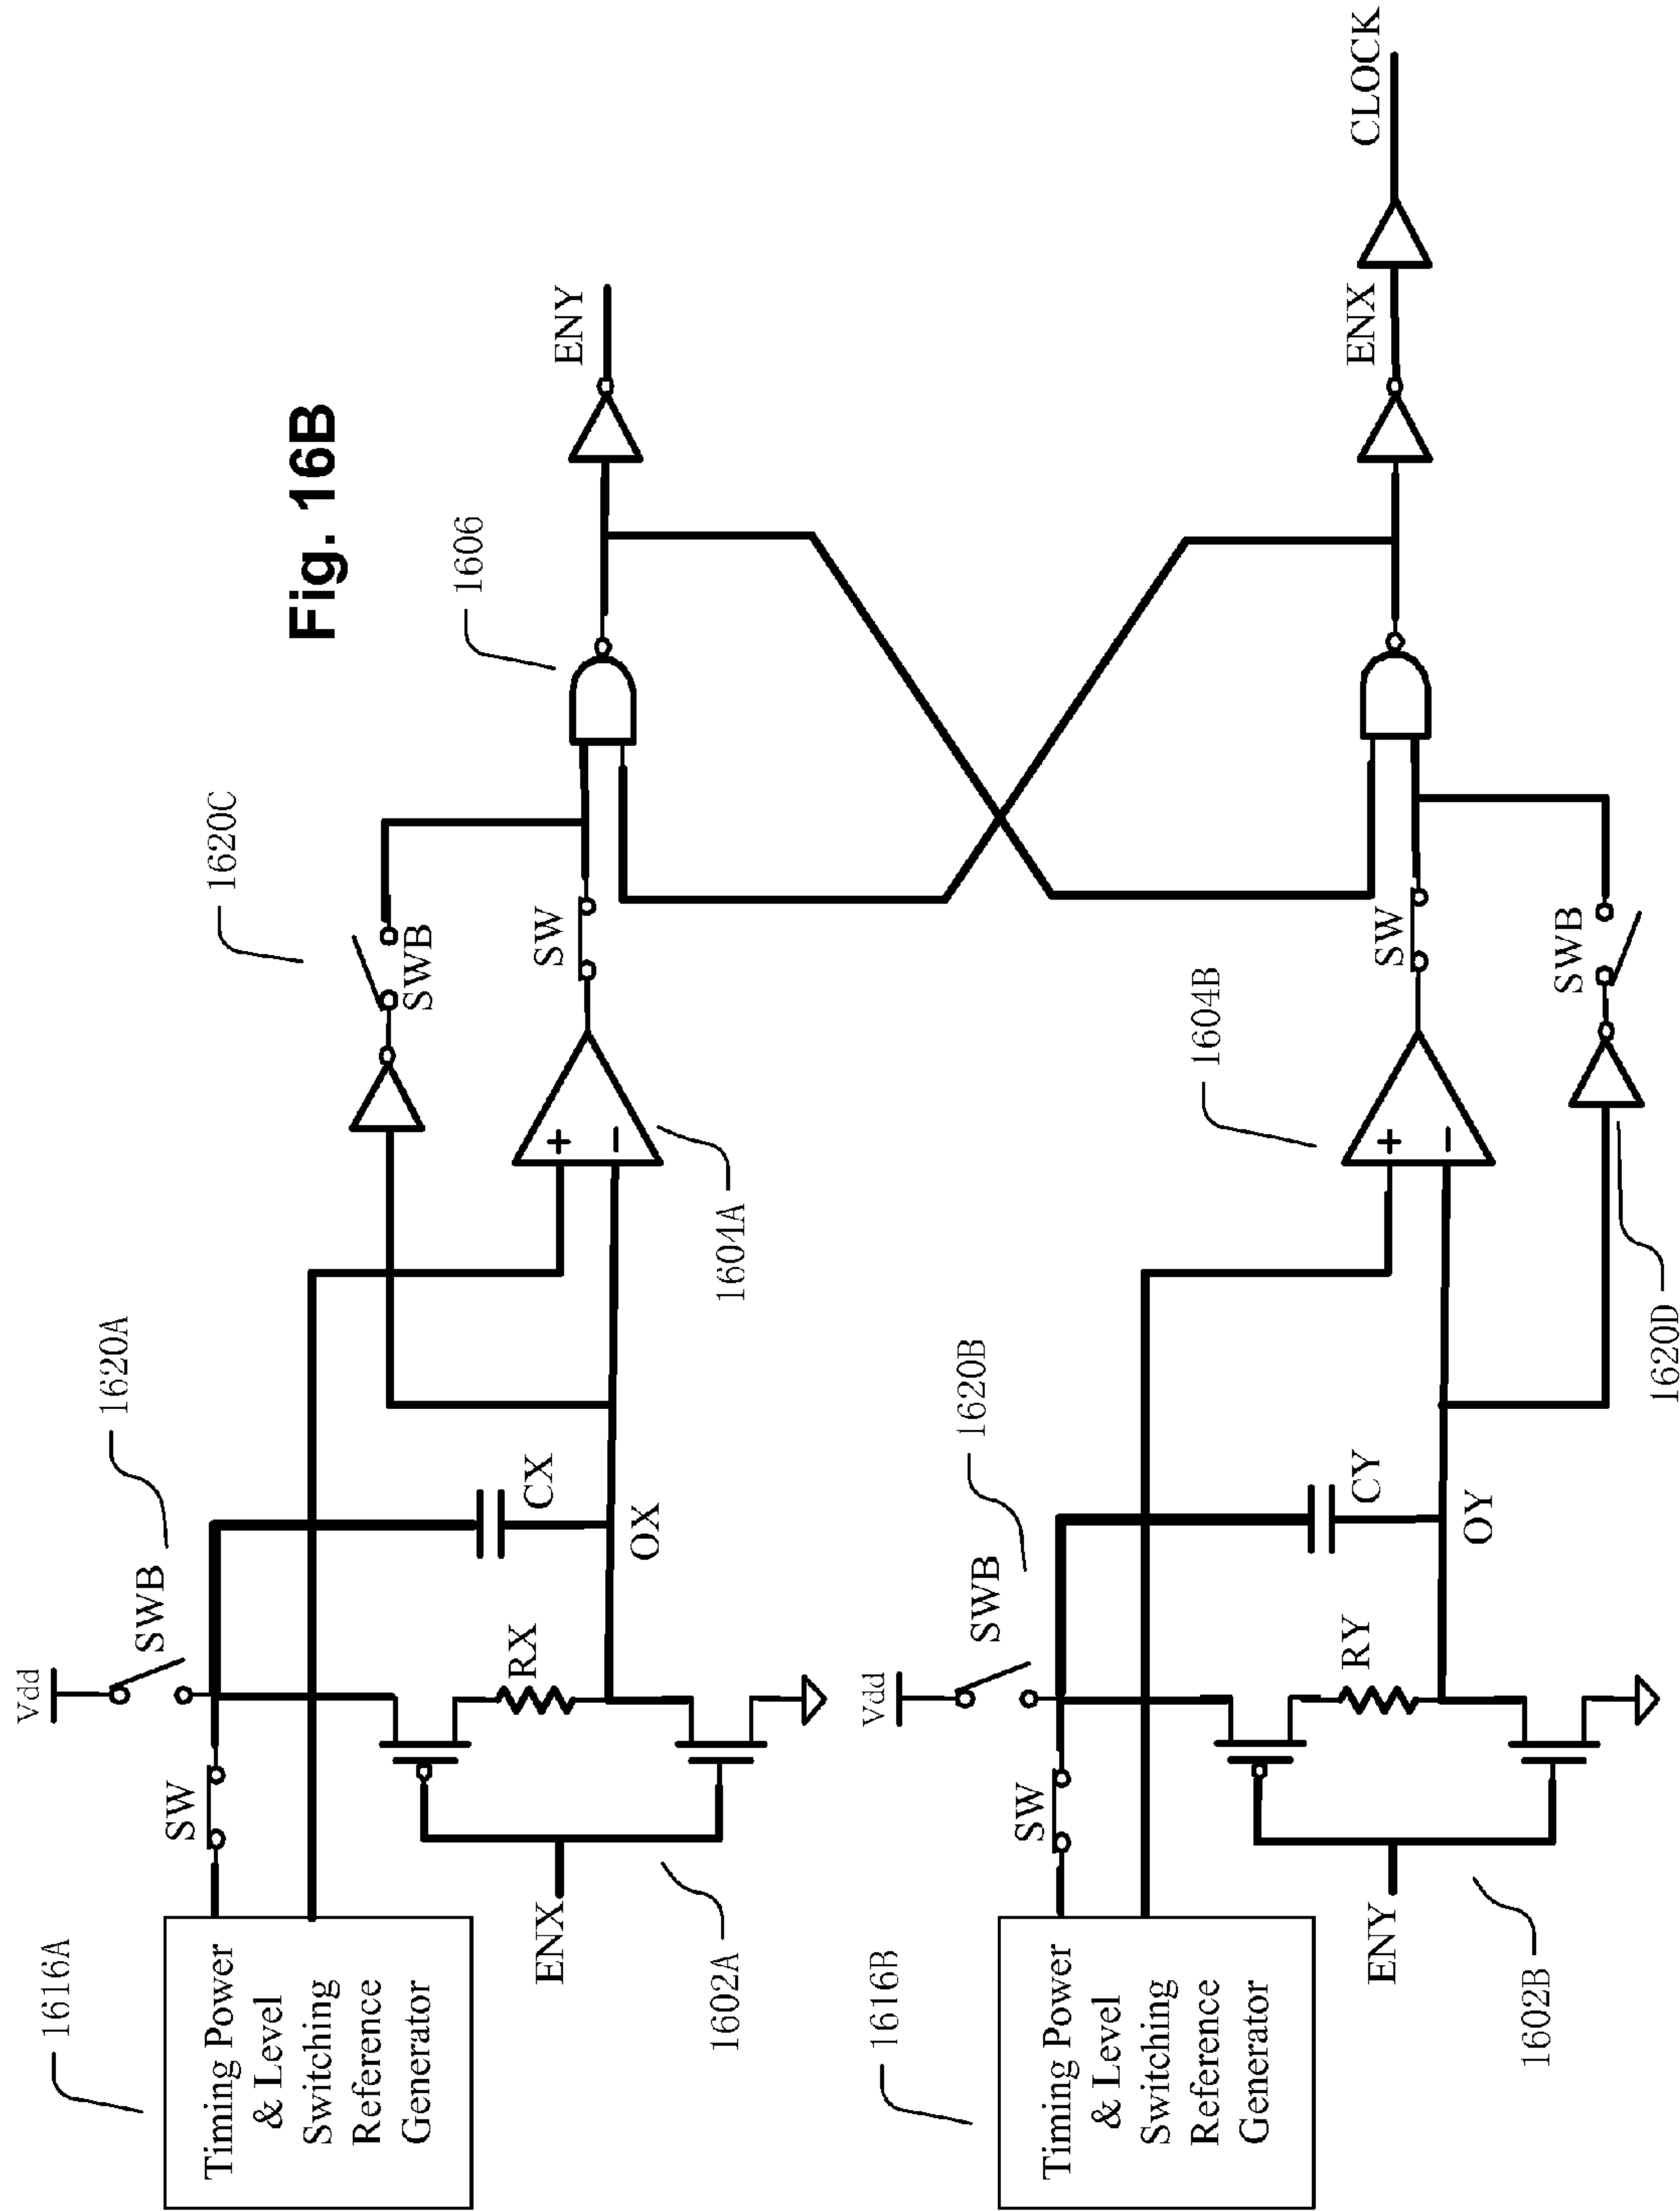 Fig. 16B
1616A
Timing Power
& Level
Switching
Reference
Generator
SW
Vdd
SWB
1620A
RX
CX
OX
ENX
1602A
1620C
SWB
SW
1604A
1606
ENY
1616B
Timing Power
& Level
Switching
Reference
Generator
SW
Vdd
SWB
1620B
RY
CY
OY
ENY
1602B
1604B
SW
SWB
1620D
ENX
CLOCK
+
−
+
−